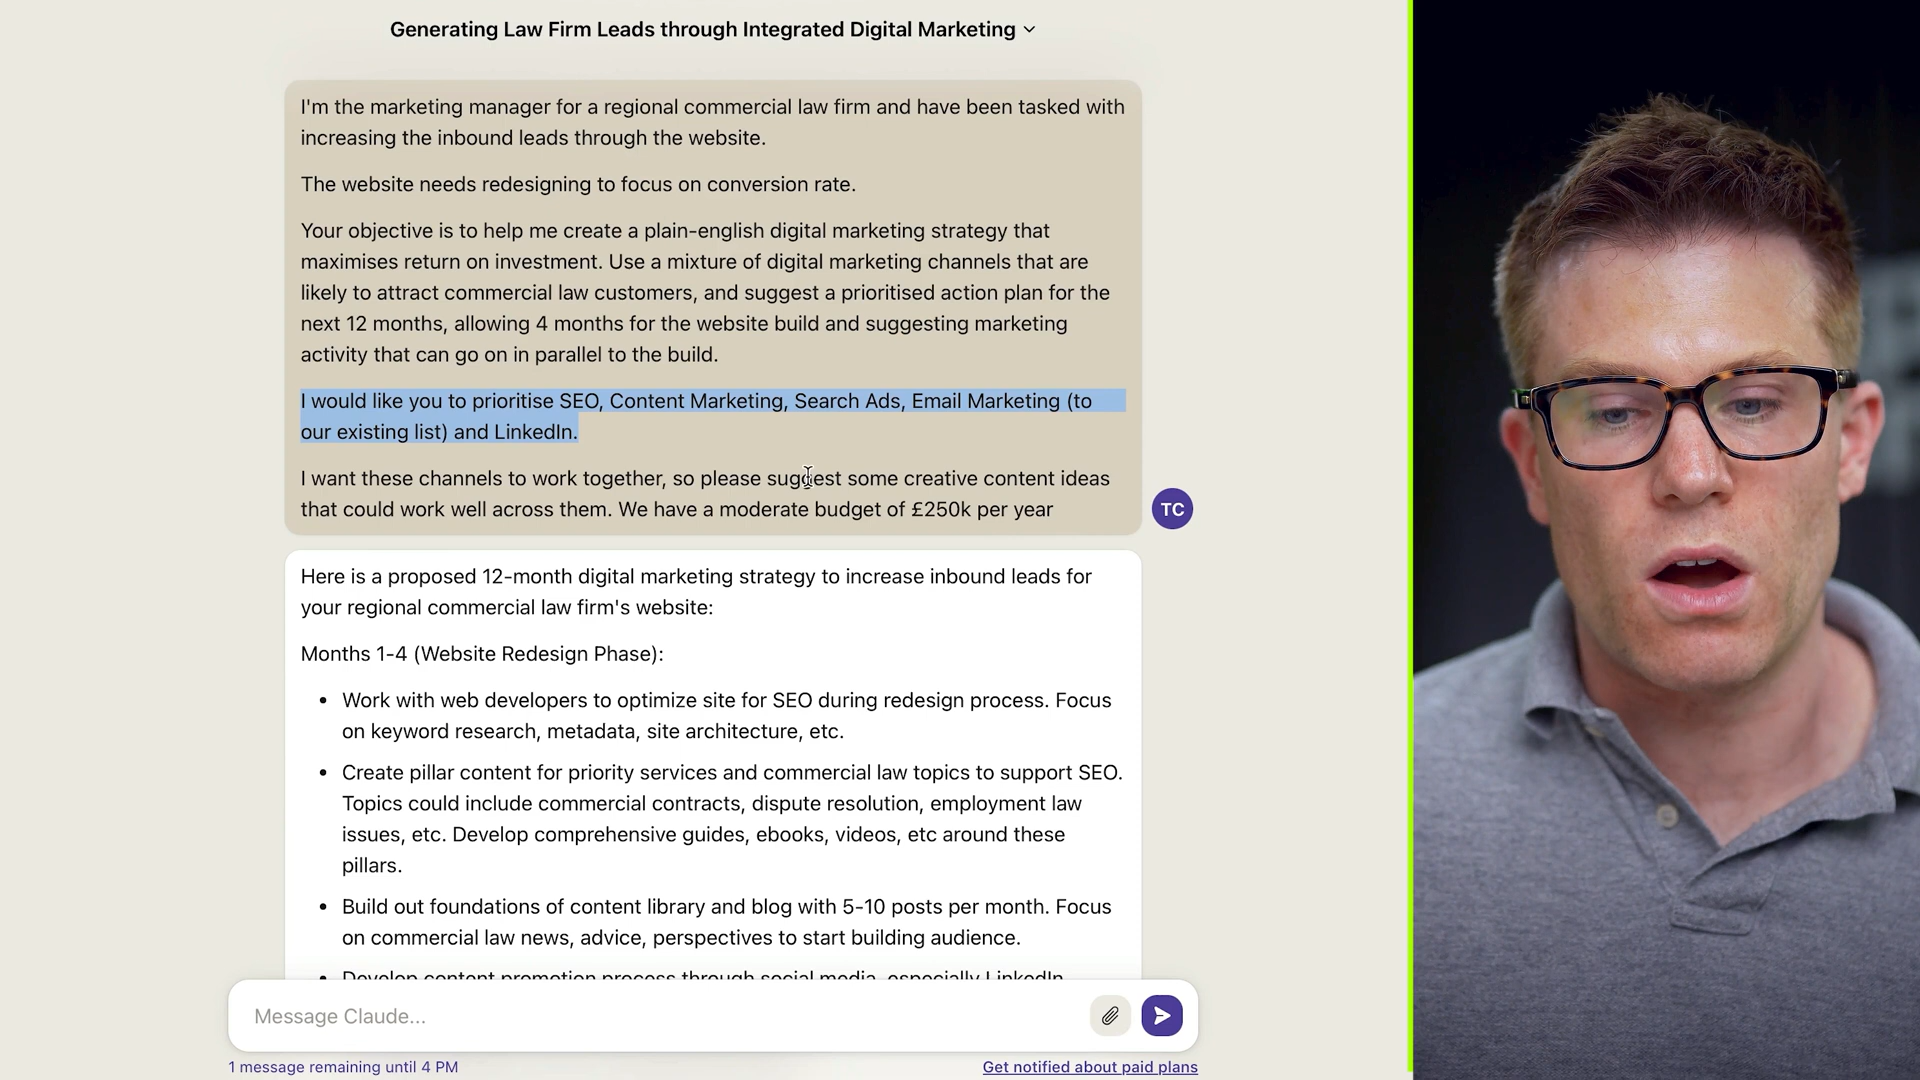 Generating Law Firm Leads through Integrated Digital Marketing
I'm the marketing manager for a regional commercial law firm and have been tasked with
increasing the inbound leads through the website.
The website needs redesigning to focus on conversion rate.
Your objective is to help me create a plain-english digital marketing strategy that
maximises return on investment. Use a mixture of digital marketing channels that are
likely to attract commercial law customers, and suggest a prioritised action plan for the
next 12 months, allowing 4 months for the website build and suggesting marketing
activity that can go on in parallel to the build.
I would like you to prioritise SEO, Content Marketing, Search Ads, Email Marketing (to
our existing list) and LinkedIn.
I want these channels to work together, so please suggest some creative content ideas
that could work well across them. We have a moderate budget of £250k per year
TC
Here is a proposed 12-month digital marketing strategy to increase inbound leads for
your regional commercial law firm's website:
Months 1-4 (Website Redesign Phase):
• Work with web developers to optimize site for SEO during redesign process. Focus
on keyword research, metadata, site architecture, etc.
• Create pillar content for priority services and commercial law topics to support SEO.
Topics could include commercial contracts, dispute resolution, employment law
issues, etc. Develop comprehensive guides, ebooks, videos, etc around these
pillars.
• Build out foundations of content library and blog with 5-10 posts per month. Focus
on commercial law news, advice, perspectives to start building audience.
• Develop content promotion process through social media, especially LinkedIn
Message Claude...
1 message remaining until 4 PM
Get notified about paid plans